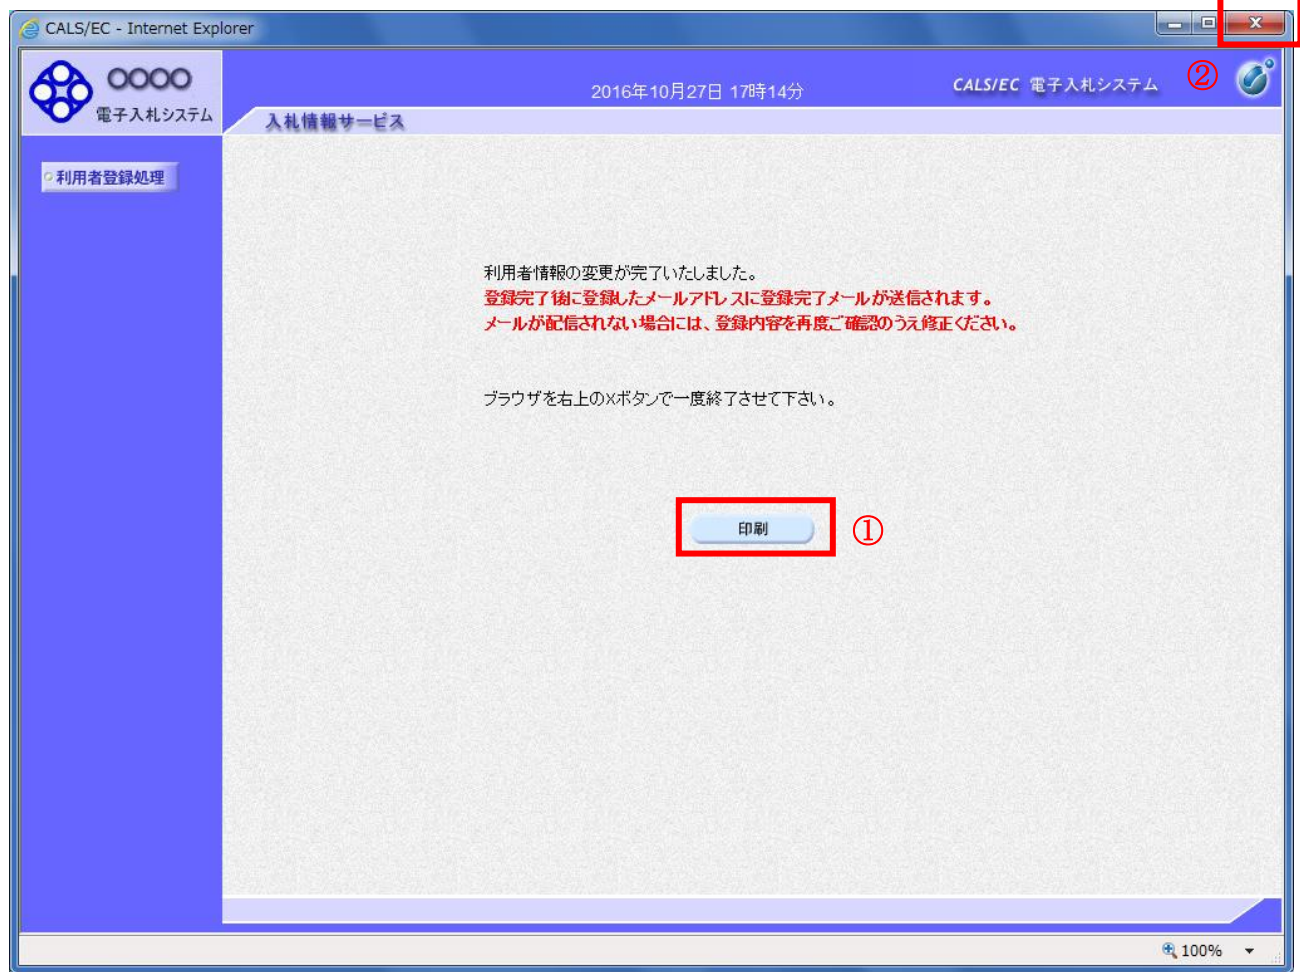 CALS/EC - Internet Explorer
○○○○
電子入札システム
2016年10月27日 17時14分
CALS/EC 電子入札システム
②
入札情報サービス
利用者登録処理
利用者情報の変更が完了いたしました。
登録完了後に登録したメールアドレスに登録完了メールが送信されます。
メールが配信されない場合には、登録内容を再度ご確認のうえ修正ください。
ブラウザを右上の×ボタンで一度終了させて下さい。
印刷
①
100%